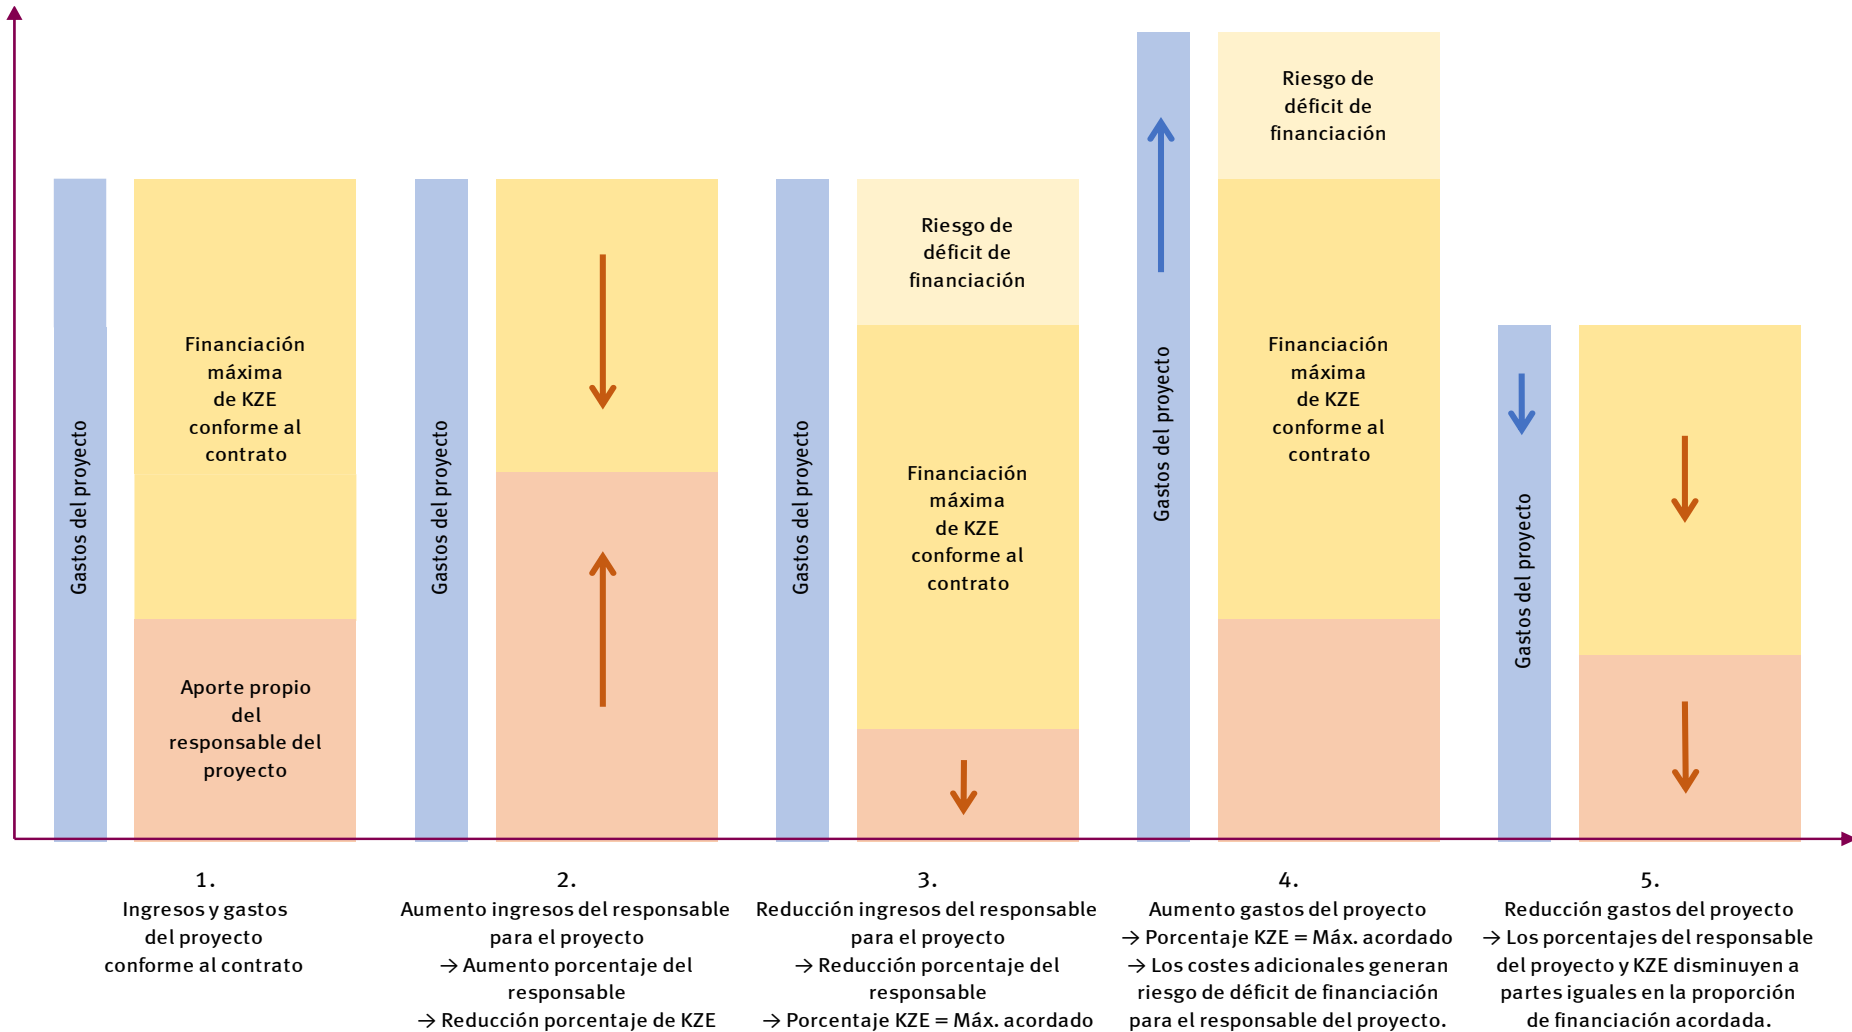 Gastos del proyecto
Financiación
máxima
de KZE
conforme al
contrato
Aporte propio
del
responsable del
proyecto
1.
Ingresos y gastos
del proyecto
conforme al contrato
Gastos del proyecto
2.
Aumento ingresos del responsable
para el proyecto
→ Aumento porcentaje del
responsable
→ Reducción porcentaje de KZE
Gastos del proyecto
Riesgo de
déficit de
financiación
Financiación
máxima
de KZE
conforme al
contrato
3.
Reducción ingresos del responsable
para el proyecto
→ Reducción porcentaje del
responsable
→ Porcentaje KZE = Máx. acordado
Gastos del proyecto
Riesgo de
déficit de
financiación
Financiación
máxima
de KZE
conforme al
contrato
4.
Aumento gastos del proyecto
→ Porcentaje KZE = Máx. acordado
→ Los costes adicionales generan
riesgo de déficit de financiación
para el responsable del proyecto.
Gastos del proyecto
5.
Reducción gastos del proyecto
→ Los porcentajes del responsable
del proyecto y KZE disminuyen a
partes iguales en la proporción
de financiación acordada.